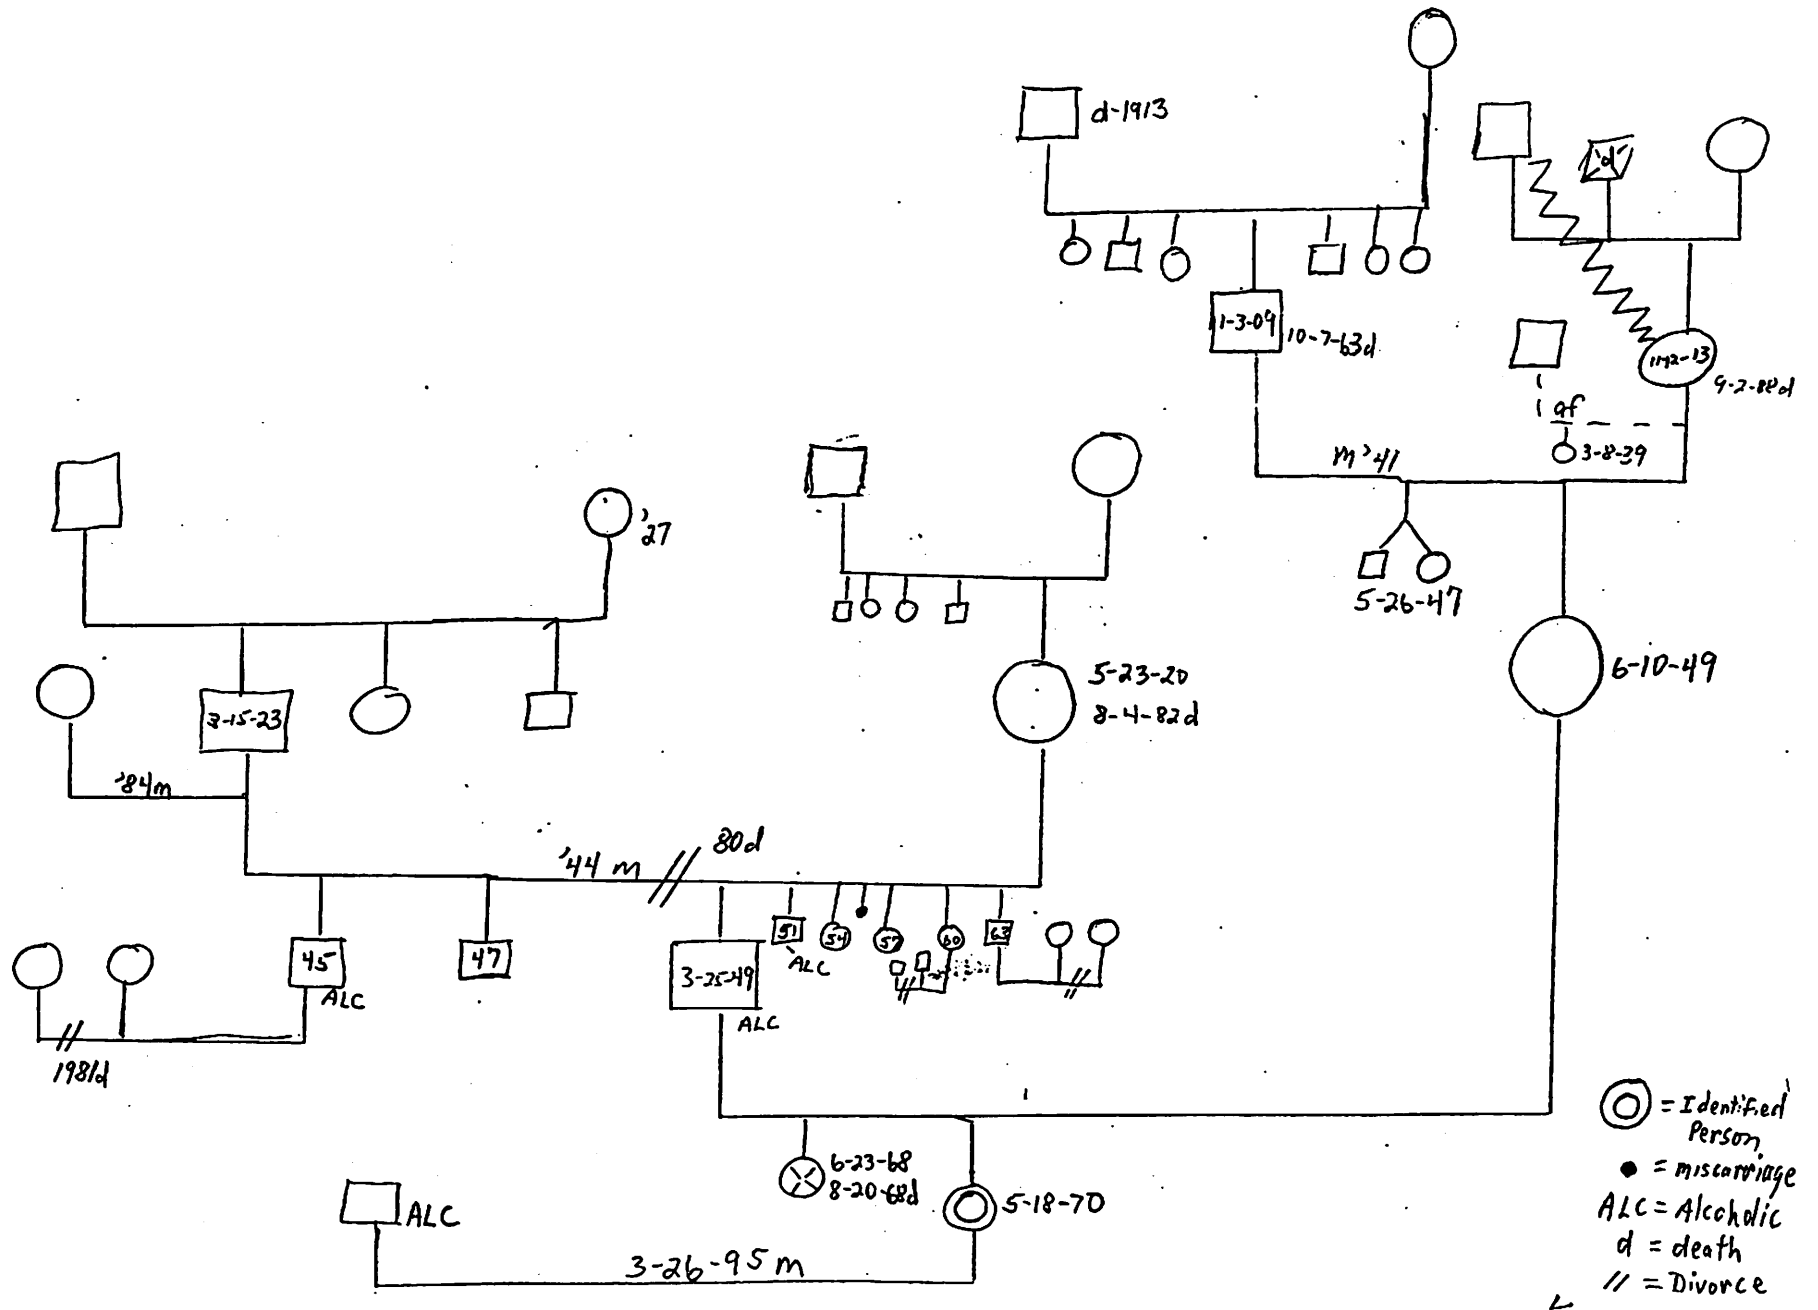 d-1913
d
1-3-09
10-7-63d
11-12-13
9-2-88d
af
3-8-39
m '41
5-26-47
6-10-49
'27
3-15-23
5-23-20
8-4-82d
'84m
'44 m
80d
45
ALC
47
3-25-49
ALC
51
ALC
54
57
60
63
1981d
6-23-68
8-20-68d
5-18-70
ALC
3-26-95 m
= Identified
Person
= miscarriage
ALC = Alcoholic
d = death
// = Divorce